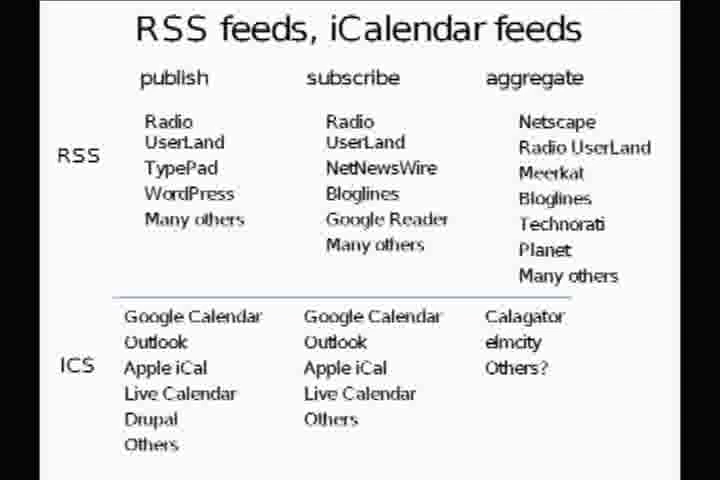 RSS feeds, iCalendar feeds
publish subscribe aggregate
RSS
Radio
UserLand
TypePad
WordPress
Many others
Radio
UserLand
NetNewsWire
Bloglines
Google Reader
Many others
Netscape
Radio UserLand
Meerkat
Bloglines
Technorati
Planet
Many others
ICS
Google Calendar
Outlook
Apple iCal
Live Calendar
Drupal
Others
Google Calendar
Outlook
Apple iCal
Live Calendar
Others
Calagator
elmcity
Others?